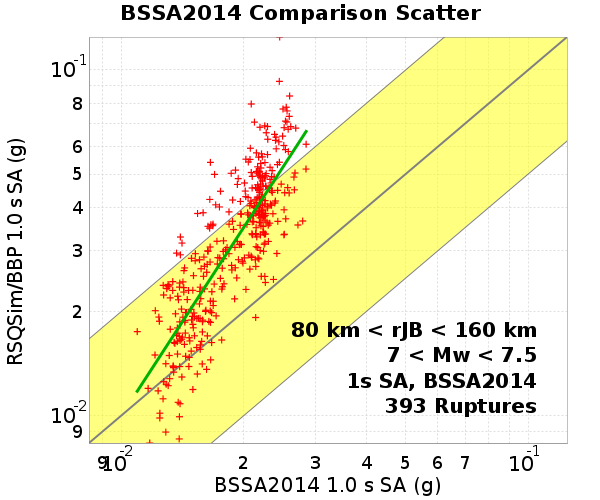 BSSA2014 Comparison Scatter
RSQSim/BBP 1.0 s SA (g)
10-1
8
6
5
4
3
2
10-2
9
80 km < rJB < 160 km
7 < Mw < 7.5
1s SA, BSSA2014
393 Ruptures
9 10-2 2 3 4 5 6 7 10-1
BSSA2014 1.0 s SA (g)